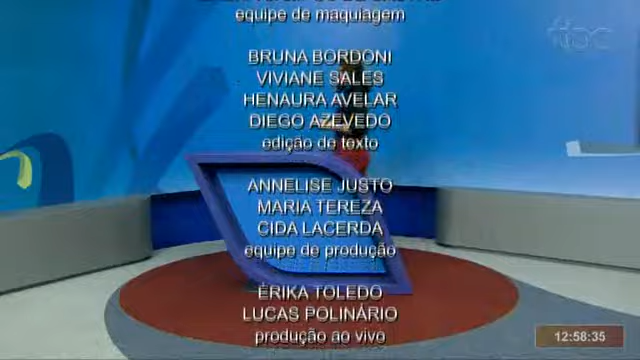 equipe de maquiagem
tbc
BRUNA BORDONI
VIVIANE SALES
HENAURA AVELAR
DIEGO AZEVEDO
edição de texto
ANNELISE JUSTO
MARIA TEREZA
CIDA LACERDA
equipe de produção
ÉRIKA TOLEDO
LUCAS POLINÁRIO
produção ao vivo
12:58:35